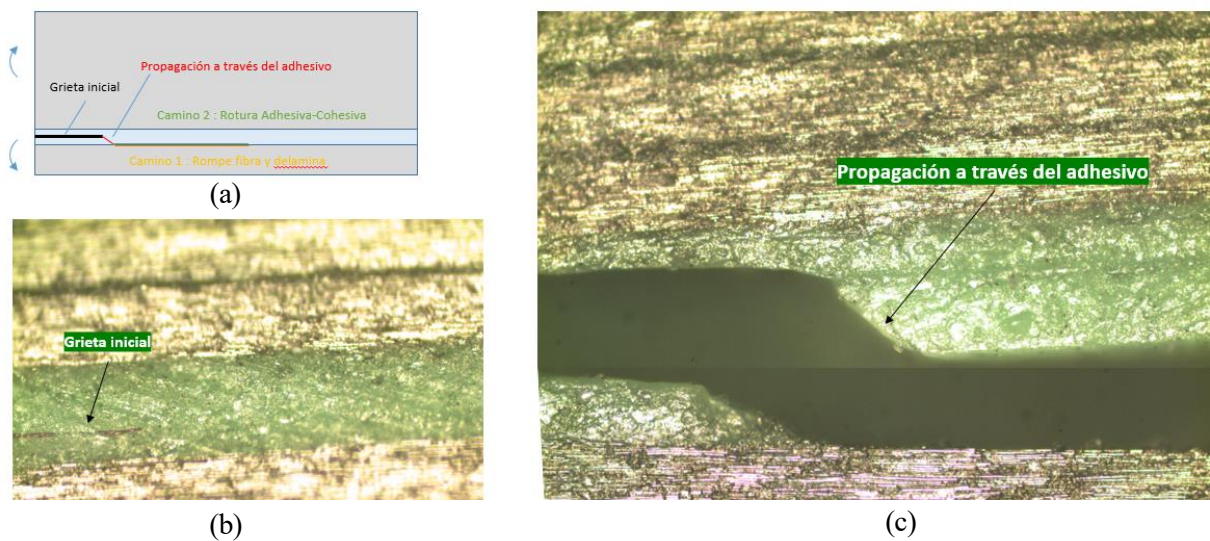 Propagación a través del adhesivo
Grieta inicial
Camino 2 : Rotura Adhesiva-Cohesiva
Camino 1 : Rompe fibra y delamina
(a)
Grieta inicial
(b)
Propagación a través del adhesivo
(c)